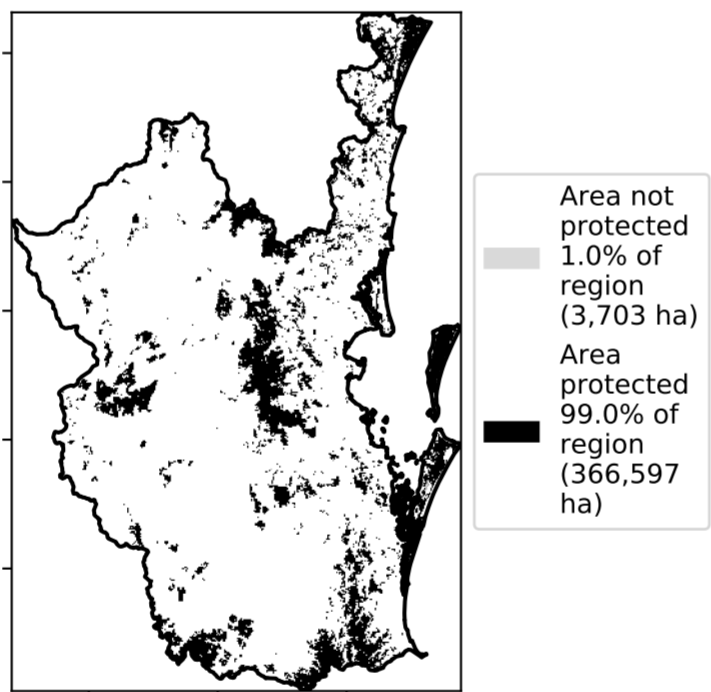 Area not
protected
1.0% of
region
(3,703 ha)
Area
protected
99.0% of
region
(366,597
ha)